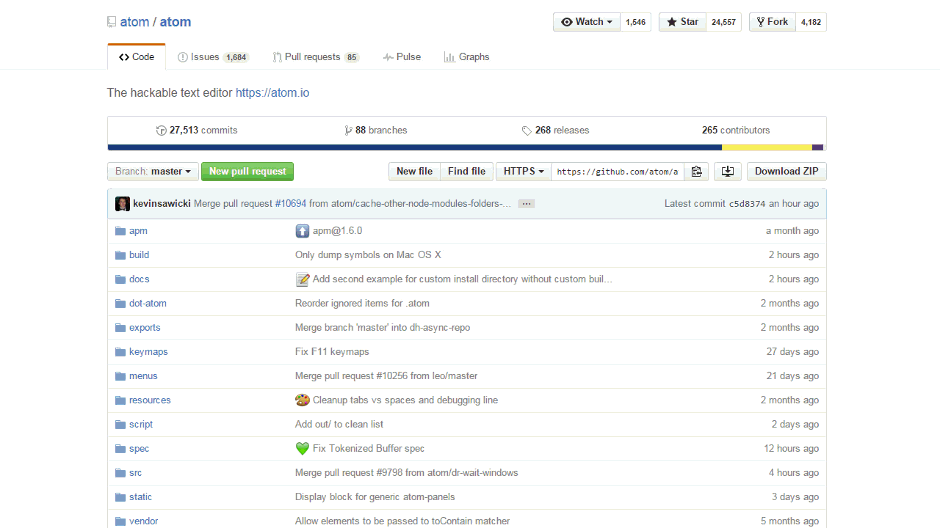 atom / atom Watch 1,546 Star 24,557 Fork 4,182
Code Issues 1,684 Pull requests 85 Pulse Graphs
The hackable text editor https://atom.io
27,513 commits 88 branches 268 releases 265 contributors
Branch: master New pull request New file Find file HTTPS https://github.com/atom/a Download ZIP
kevinsawicki Merge pull request #10694 from atom/cache-other-node-modules-folders-... ... Latest commit c5d8374 an hour ago
apm apm@1.6.0 a month ago
build Only dump symbols on Mac OS X 2 hours ago
docs Add second example for custom install directory without custom buil... 2 hours ago
dot-atom Reorder ignored items for .atom 2 months ago
exports Merge branch 'master' into dh-async-repo 2 months ago
keymaps Fix F11 keymaps 27 days ago
menus Merge pull request #10256 from leo/master 21 days ago
resources Cleanup tabs vs spaces and debugging line 2 months ago
script Add out/ to clean list 2 days ago
spec Fix Tokenized Buffer spec 12 hours ago
src Merge pull request #9798 from atom/dr-wait-windows 4 hours ago
static Display block for generic atom-panels 3 days ago
vendor Allow elements to be passed to toContain matcher 5 months ago